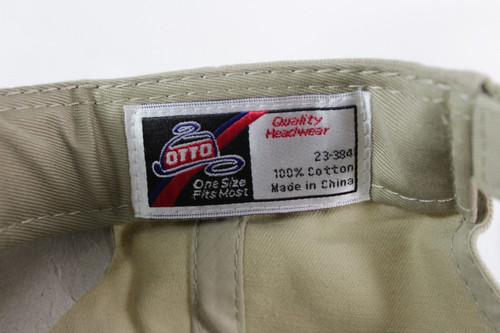 OTTO
One Size
Fits Most
Quality
Headwear
23-384
100% Cotton
Made in China